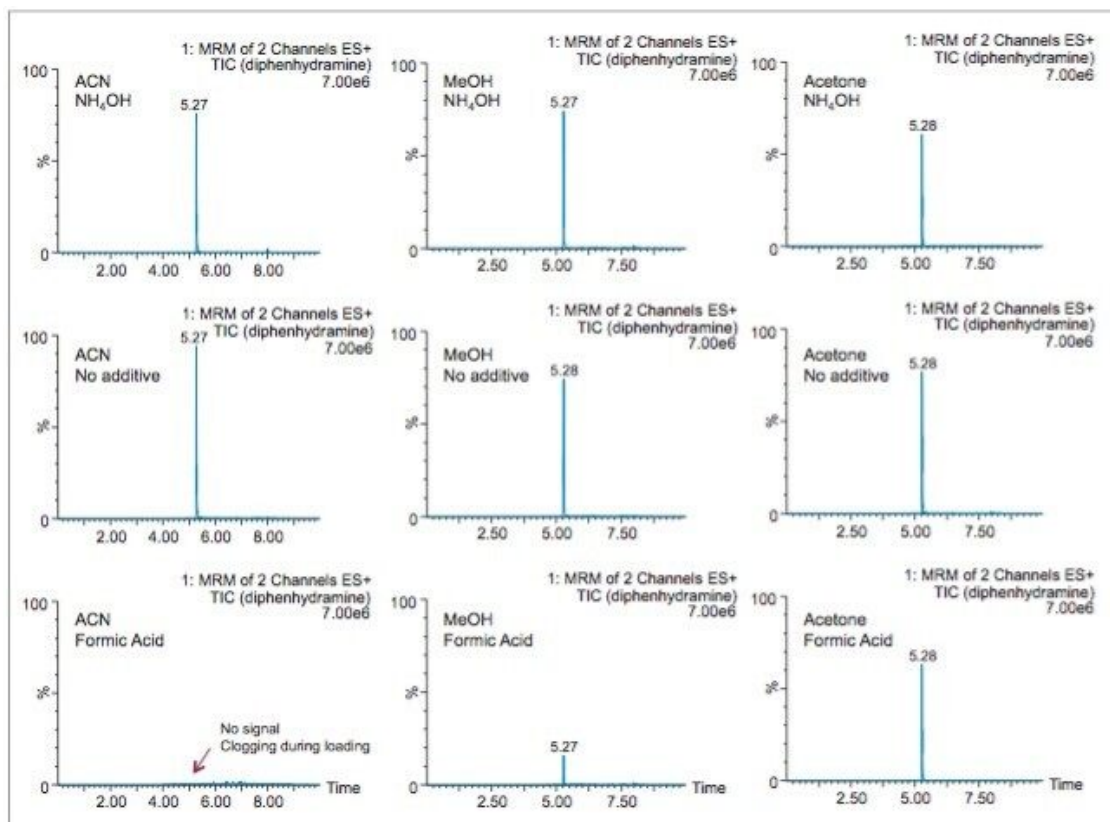 1: MRM of 2 Channels ES+
TIC (diphenhydramine)
7.00e6
ACN
NH₄OH
100
%
0
5.27
2.00 4.00 6.00 8.00
1: MRM of 2 Channels ES+
TIC (diphenhydramine)
7.00e6
MeOH
NH₄OH
100
%
0
5.27
2.50 5.00 7.50
1: MRM of 2 Channels ES+
TIC (diphenhydramine)
7.00e6
Acetone
NH₄OH
100
%
0
5.28
2.50 5.00 7.50
1: MRM of 2 Channels ES+
TIC (diphenhydramine)
7.00e6
ACN
No additive
100
%
0
5.27
2.00 4.00 6.00 8.00
1: MRM of 2 Channels ES+
TIC (diphenhydramine)
7.00e6
MeOH
No additive
100
%
0
5.28
2.50 5.00 7.50
1: MRM of 2 Channels ES+
TIC (diphenhydramine)
7.00e6
Acetone
No additive
100
%
0
5.28
2.50 5.00 7.50
1: MRM of 2 Channels ES+
TIC (diphenhydramine)
7.00e6
ACN
Formic Acid
100
%
0
No signal
Clogging during loading
2.00 4.00 6.00 8.00
Time
1: MRM of 2 Channels ES+
TIC (diphenhydramine)
7.00e6
MeOH
Formic Acid
100
%
0
5.27
2.50 5.00 7.50
Time
1: MRM of 2 Channels ES+
TIC (diphenhydramine)
7.00e6
Acetone
Formic Acid
100
%
0
5.28
2.50 5.00 7.50
Time